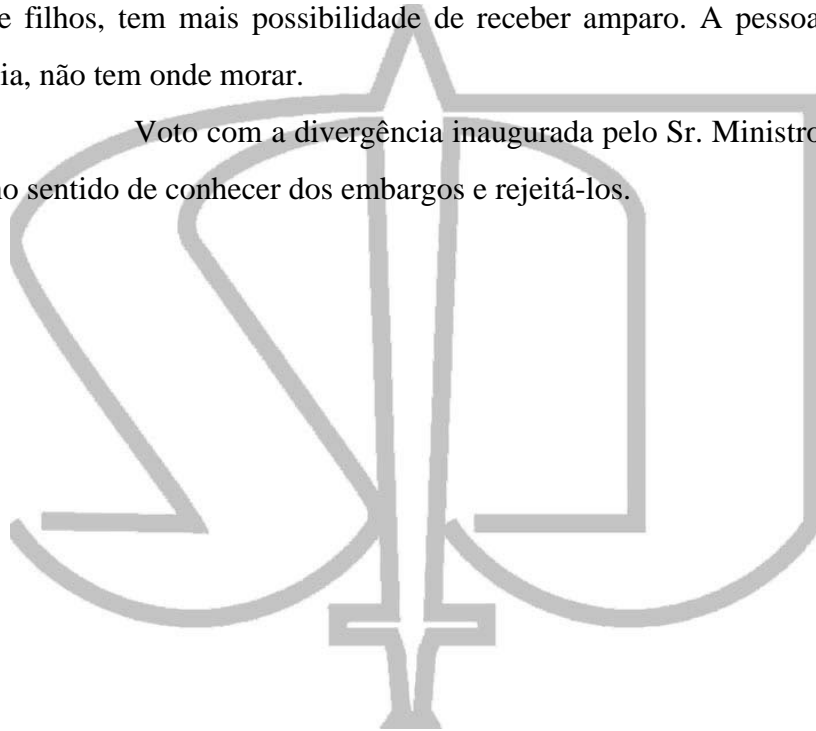 e filhos, tem mais possibilidade de receber amparo. A pessoa
ia, não tem onde morar.
Voto com a divergência inaugurada pelo Sr. Ministro
no sentido de conhecer dos embargos e rejeitá-los.